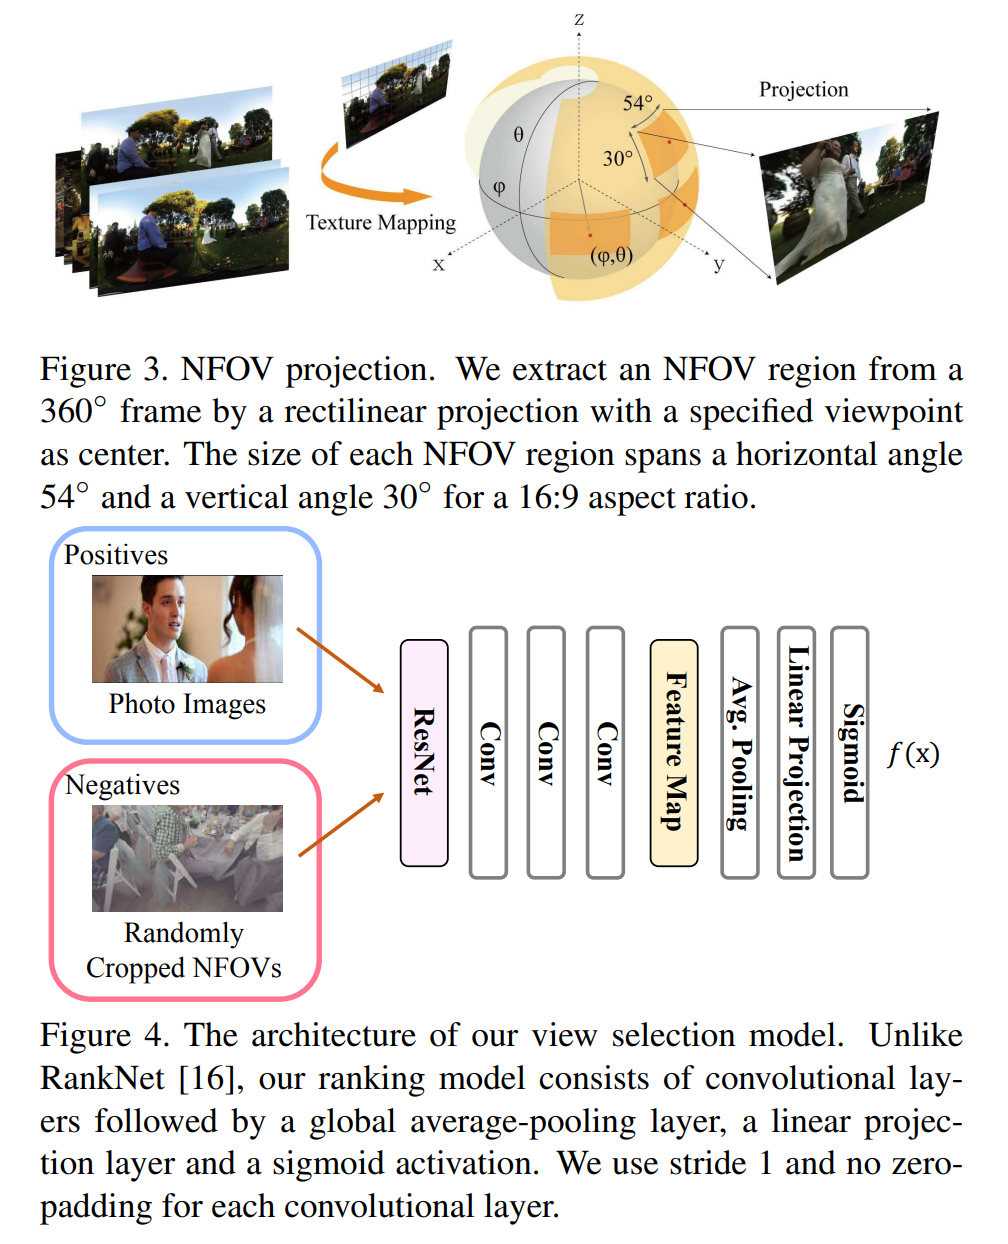 z
54°
Projection
θ
30°
φ
Texture Mapping
(φ,θ)
x
y
Figure 3. NFOV projection. We extract an NFOV region from a
360° frame by a rectilinear projection with a specified viewpoint
as center. The size of each NFOV region spans a horizontal angle
54° and a vertical angle 30° for a 16:9 aspect ratio.
Positives
Photo Images
Negatives
Randomly
Cropped NFOVs
ResNet
Conv
Conv
Conv
Feature Map
Avg. Pooling
Linear Projection
Sigmoid
f(x)
Figure 4. The architecture of our view selection model. Unlike
RankNet [16], our ranking model consists of convolutional lay-
ers followed by a global average-pooling layer, a linear projec-
tion layer and a sigmoid activation. We use stride 1 and no zero-
padding for each convolutional layer.